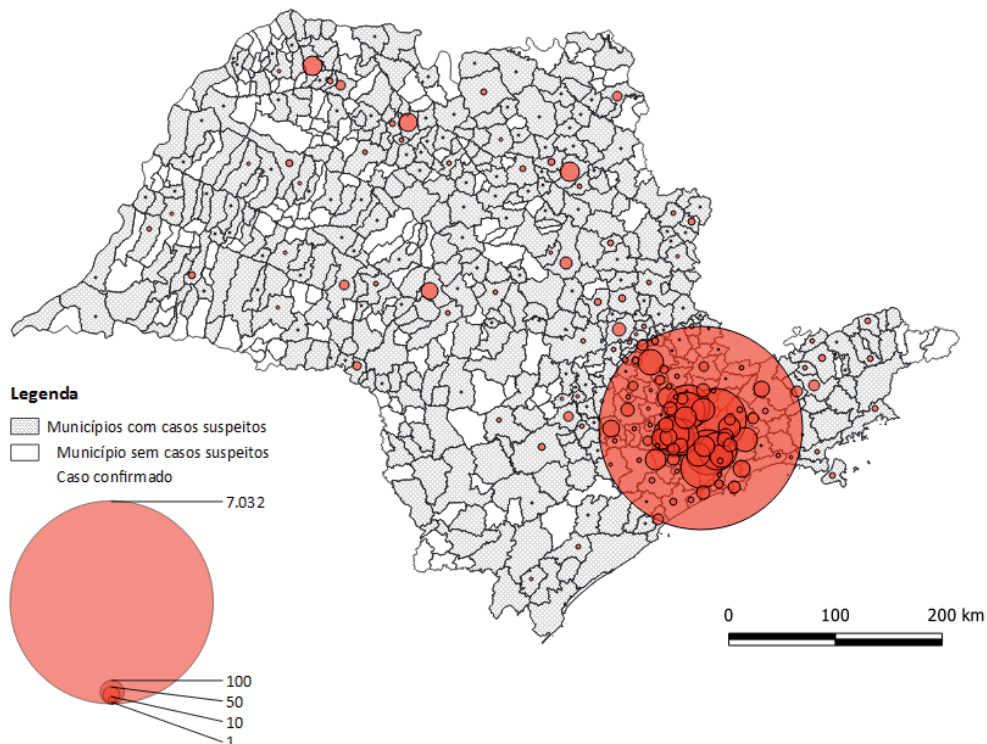 Legenda
Municípios com casos suspeitos
Município sem casos suspeitos
Caso confirmado
7.032
100
50
10
1
0 100 200 km